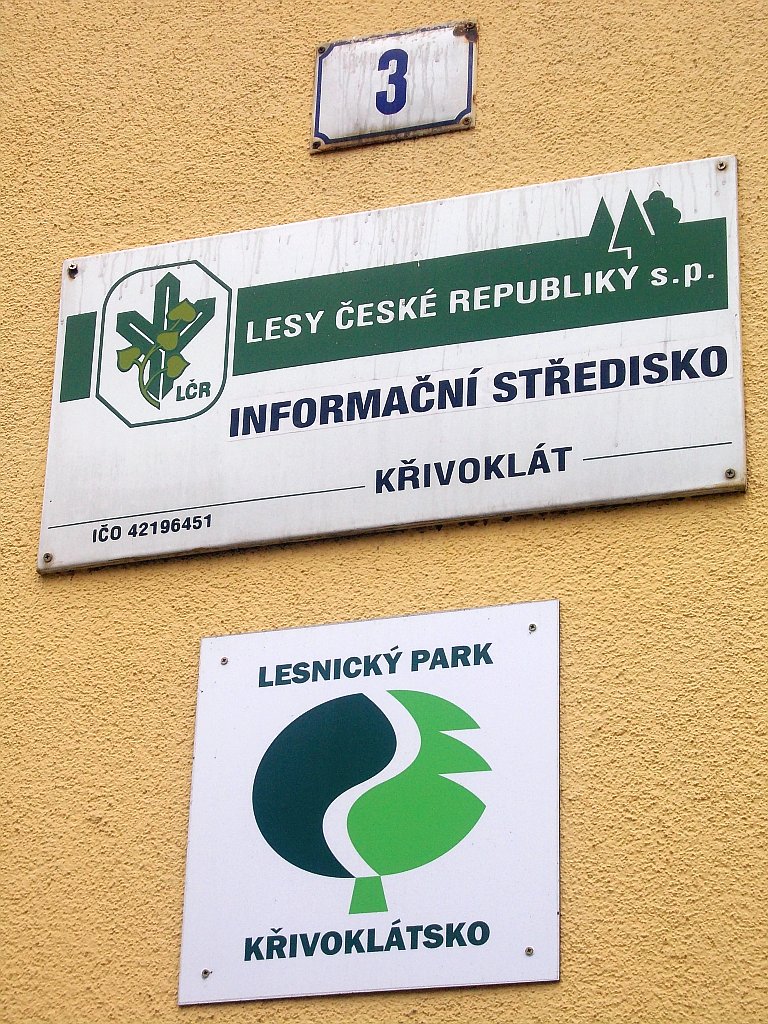 3
LESY ČESKÉ REPUBLIKY s.p.
LČR
INFORMAČNÍ STŘEDISKO
KŘIVOKLÁT
IČO 42196451
LESNICKÝ PARK
KŘIVOKLÁTSKO